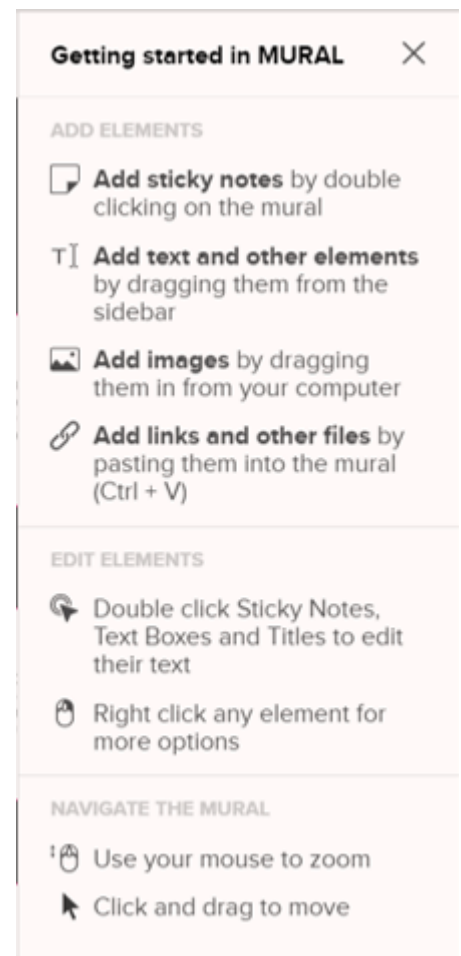 Getting started in MURAL
ADD ELEMENTS
Add sticky notes by double
clicking on the mural
Add text and other elements
by dragging them from the
sidebar
Add images by dragging
them in from your computer
Add links and other files by
pasting them into the mural
(Ctrl + V)
EDIT ELEMENTS
Double click Sticky Notes,
Text Boxes and Titles to edit
their text
Right click any element for
more options
NAVIGATE THE MURAL
Use your mouse to zoom
Click and drag to move